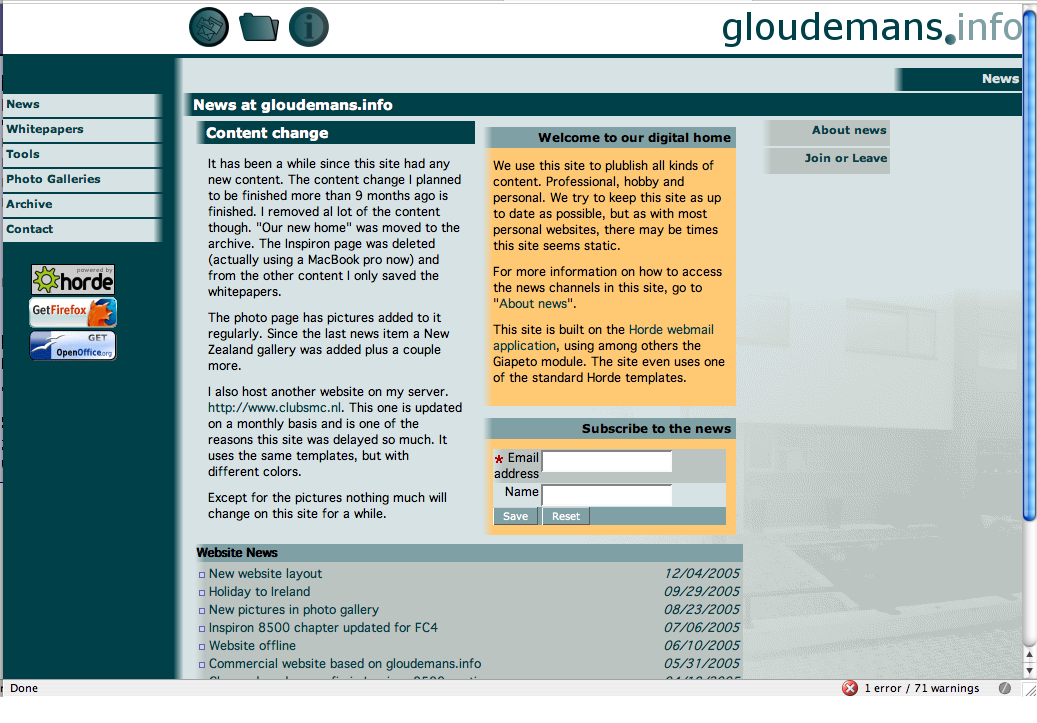 gloudemans.info
News
News
Whitepapers
Tools
Photo Galleries
Archive
Contact
powered by
horde
GetFirefox
GET
OpenOffice.org
News at gloudemans.info
Content change
It has been a while since this site had any
new content. The content change I planned
to be finished more than 9 months ago is
finished. I removed al lot of the content
though. "Our new home" was moved to the
archive. The Inspiron page was deleted
(actually using a MacBook pro now) and
from the other content I only saved the
whitepapers.
The photo page has pictures added to it
regularly. Since the last news item a New
Zealand gallery was added plus a couple
more.
I also host another website on my server.
http://www.clubsmc.nl. This one is updated
on a monthly basis and is one of the
reasons this site was delayed so much. It
uses the same templates, but with
different colors.
Except for the pictures nothing much will
change on this site for a while.
Welcome to our digital home
We use this site to plublish all kinds of
content. Professional, hobby and
personal. We try to keep this site as up
to date as possible, but as with most
personal websites, there may be times
this site seems static.
For more information on how to access
the news channels in this site, go to
"About news".
This site is built on the Horde webmail
application, using among others the
Giapeto module. The site even uses one
of the standard Horde templates.
Subscribe to the news
* Email
address
Name
Save Reset
About news
Join or Leave
Website News
New website layout 12/04/2005
Holiday to Ireland 09/29/2005
New pictures in photo gallery 08/23/2005
Inspiron 8500 chapter updated for FC4 07/06/2005
Website offline 06/10/2005
Commercial website based on gloudemans.info 05/31/2005
Done
1 error / 71 warnings